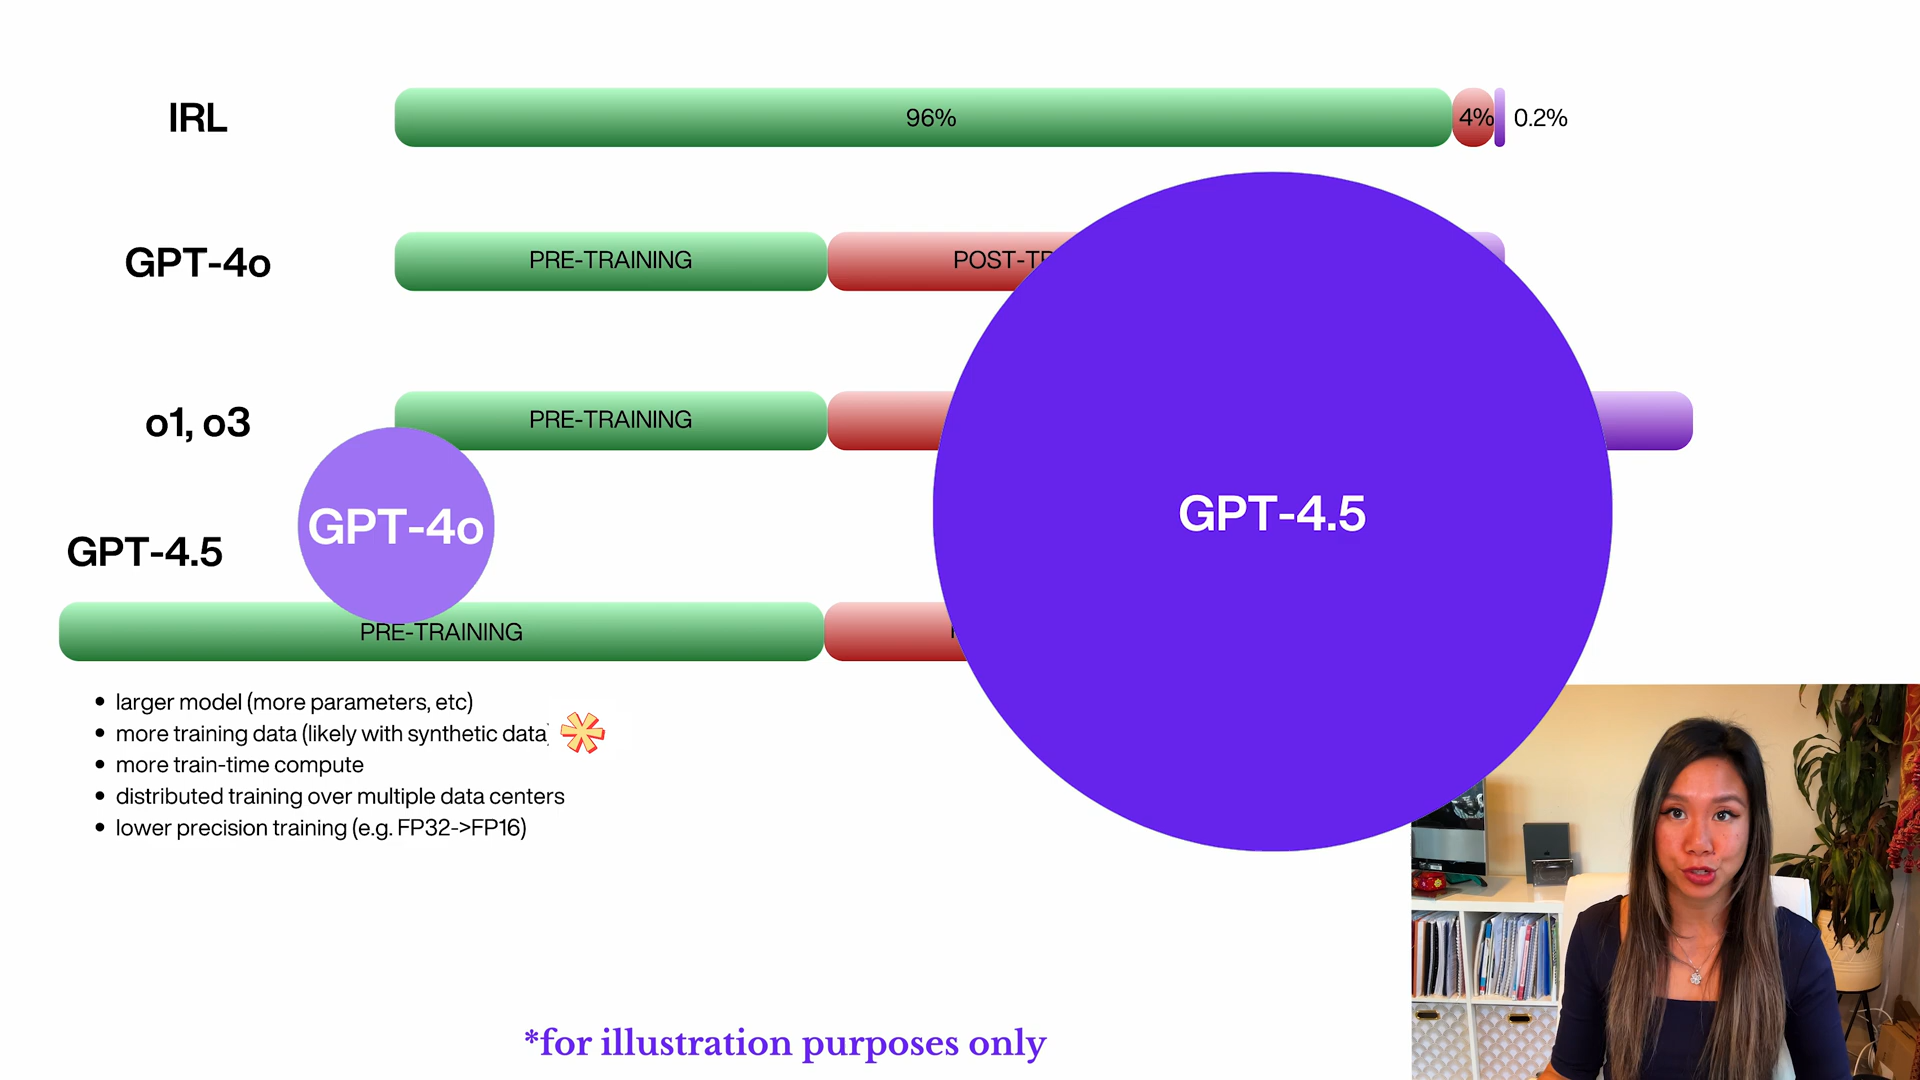 IRL
96%
4%
0.2%
GPT-4o
PRE-TRAINING
o1, o3
PRE-TRAINING
GPT-4o
GPT-4.5
GPT-4.5
PRE-TRAINING
• larger model (more parameters, etc)
• more training data (likely with synthetic data)
• more train-time compute
• distributed training over multiple data centers
• lower precision training (e.g. FP32->FP16)
*for illustration purposes only